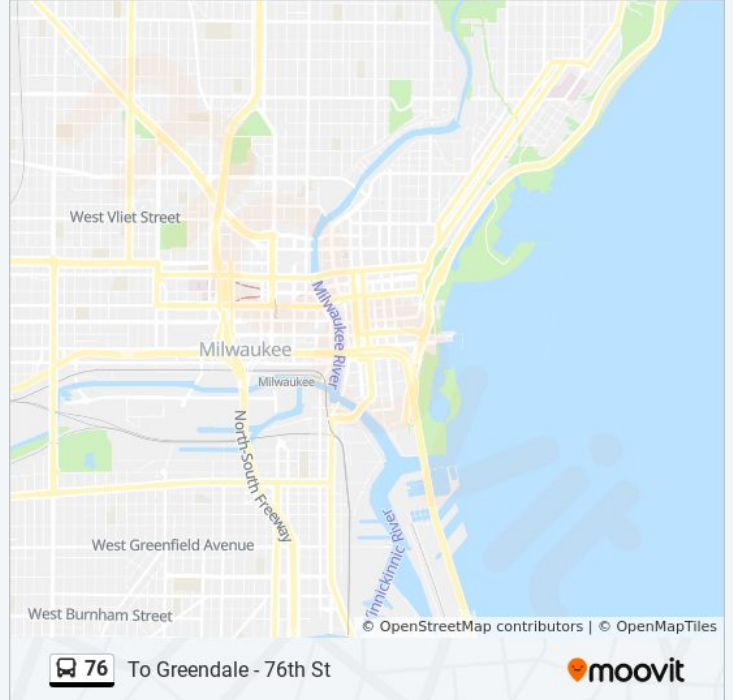 West Vliet Street
Milwaukee River
Milwaukee
Milwaukee
North-South Freeway
West Greenfield Avenue
innickinnic River
West Burnham Street
© OpenStreetMap contributors | © OpenMapTiles
76 To Greendale - 76th St
moovit